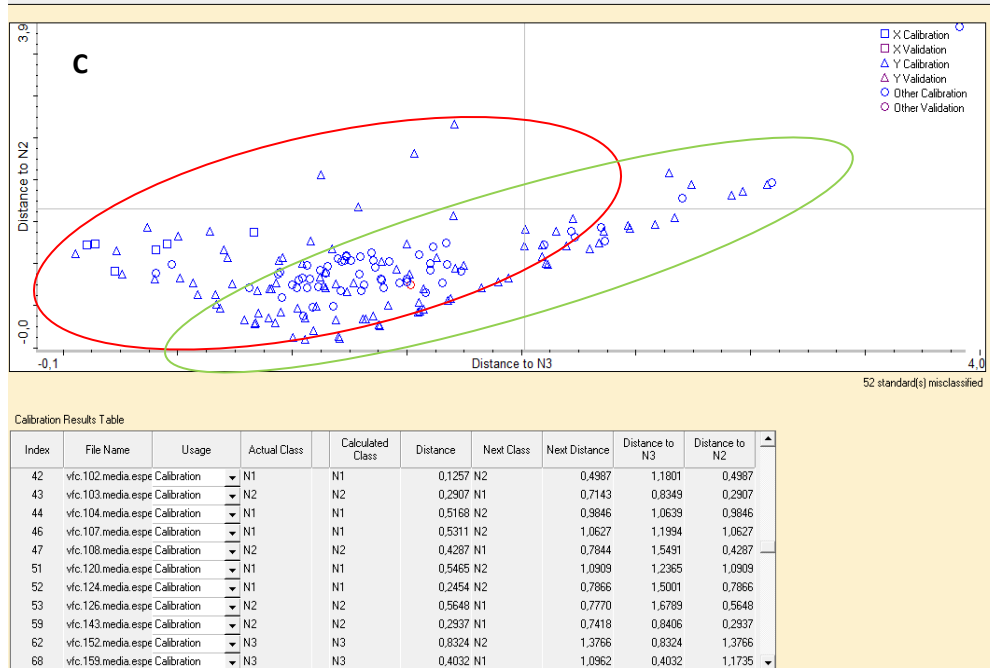 3,9
Distance to N2
-0,0
C
X Calibration
X Validation
Y Calibration
Y Validation
Other Calibration
Other Validation
-0,1
Distance to N3
4,0
52 standard(s) misclassified
Calibration Results Table
Index File Name Usage Actual Class Calculated Class Distance Next Class Next Distance Distance to N3 Distance to N2
42 vfc.102.media.espe Calibration N1 N1 0,1257 N2 0,4987 1,1801 0,4987
43 vfc.103.media.espe Calibration N2 N2 0,2907 N1 0,7143 0,8349 0,2907
44 vfc.104.media.espe Calibration N1 N1 0,5168 N2 0,9846 1,0639 0,9846
46 vfc.107.media.espe Calibration N1 N1 0,5311 N2 1,0627 1,1994 1,0627
47 vfc.108.media.espe Calibration N2 N2 0,4287 N1 0,7844 1,5491 0,4287
51 vfc.120.media.espe Calibration N1 N1 0,5465 N2 1,0909 1,2365 1,0909
52 vfc.124.media.espe Calibration N1 N1 0,2454 N2 0,7866 1,5001 0,7866
53 vfc.126.media.espe Calibration N2 N2 0,5648 N1 0,7770 1,6789 0,5648
59 vfc.143.media.espe Calibration N2 N2 0,2937 N1 0,7418 0,8406 0,2937
62 vfc.152.media.espe Calibration N3 N3 0,8324 N2 1,3766 0,8324 1,3766
68 vfc.159.media.espe Calibration N3 N3 0,4032 N1 1,0962 0,4032 1,1735